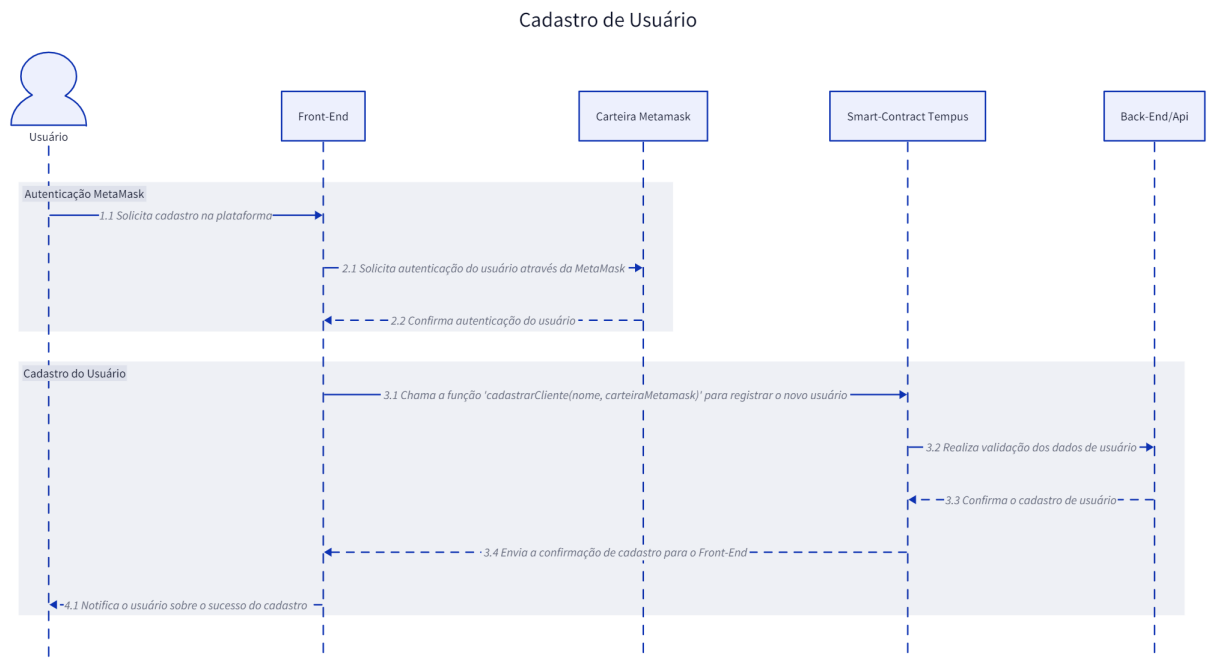 Cadastro de Usuário
Usuário
Front-End
Carteira Metamask
Smart-Contract Tempus
Back-End/Api
Autenticação MetaMask
1.1 Solicita cadastro na plataforma
2.1 Solicita autenticação do usuário através da MetaMask
2.2 Confirma autenticação do usuário
Cadastro do Usuário
3.1 Chama a função 'cadastrarCliente(nome, carteiraMetamask)' para registrar o novo usuário
3.2 Realiza validação dos dados de usuário
3.3 Confirma o cadastro de usuário
3.4 Envia a confirmação de cadastro para o Front-End
4.1 Notifica o usuário sobre o sucesso do cadastro